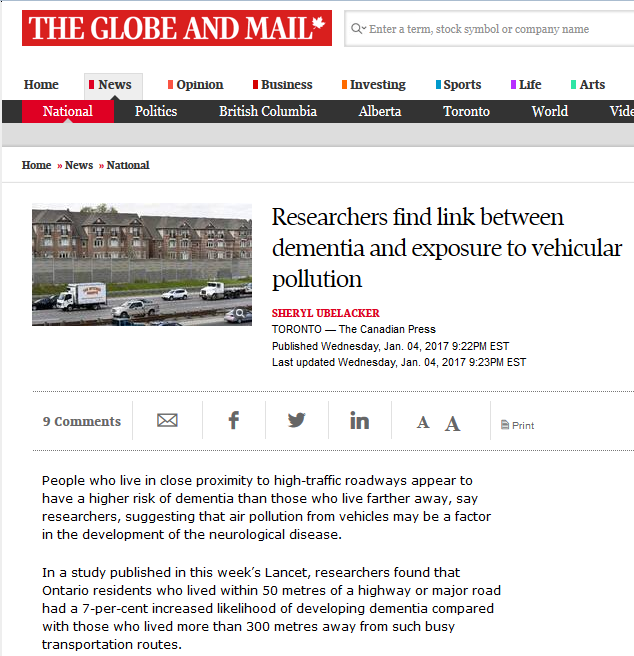 THE GLOBE AND MAIL
Enter a term, stock symbol or company name
Home News Opinion Business Investing Sports Life Arts
National Politics British Columbia Alberta Toronto World Vide
Home » News » National
Researchers find link between
dementia and exposure to vehicular
pollution
SHERYL UBELACKER
TORONTO — The Canadian Press
Published Wednesday, Jan. 04, 2017 9:22PM EST
Last updated Wednesday, Jan. 04, 2017 9:23PM EST
9 Comments f in A A Print
People who live in close proximity to high-traffic roadways appear to
have a higher risk of dementia than those who live farther away, say
researchers, suggesting that air pollution from vehicles may be a factor
in the development of the neurological disease.
In a study published in this week’s Lancet, researchers found that
Ontario residents who lived within 50 metres of a highway or major road
had a 7-per-cent increased likelihood of developing dementia compared
with those who lived more than 300 metres away from such busy
transportation routes.